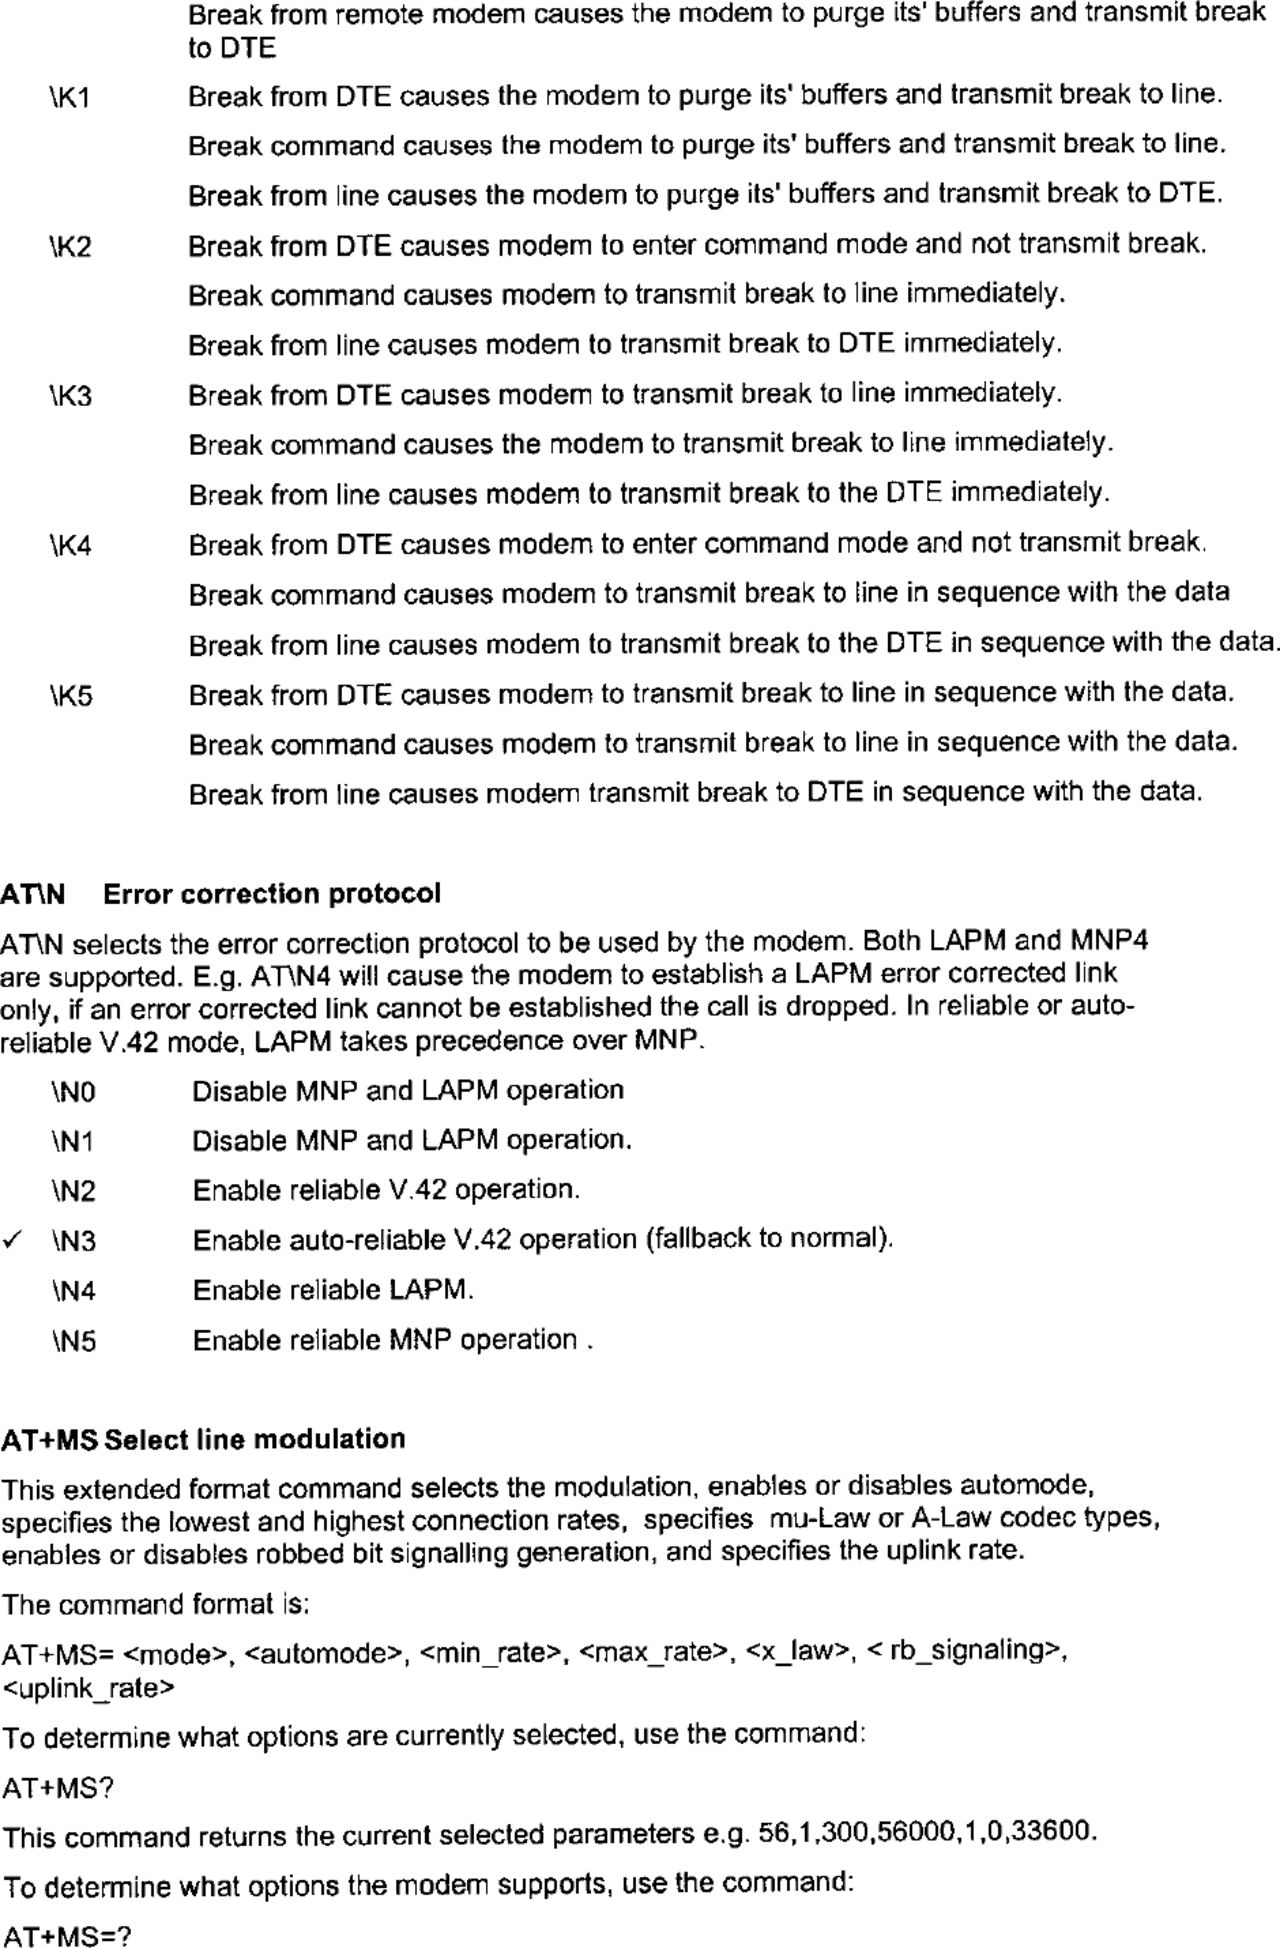 Break from remote modem causes the modem to purge its' buffers and transmit break
to DTE
\K1 Break from DTE causes the modem to purge its' buffers and transmit break to line.
Break command causes the modem to purge its' buffers and transmit break to line.
Break from line causes the modem to purge its' buffers and transmit break to DTE.
\K2 Break from DTE causes modem to enter command mode and not transmit break.
Break command causes modem to transmit break to line immediately.
Break from line causes modem to transmit break to DTE immediately.
\K3 Break from DTE causes modem to transmit break to line immediately.
Break command causes the modem to transmit break to line immediately.
Break from line causes modem to transmit break to the DTE immediately.
\K4 Break from DTE causes modem to enter command mode and not transmit break.
Break command causes modem to transmit break to line in sequence with the data
Break from line causes modem to transmit break to the DTE in sequence with the data.
\K5 Break from DTE causes modem to transmit break to line in sequence with the data.
Break command causes modem to transmit break to line in sequence with the data.
Break from line causes modem transmit break to DTE in sequence with the data.
AT\N Error correction protocol
AT\N selects the error correction protocol to be used by the modem. Both LAPM and MNP4
are supported. E.g. AT\N4 will cause the modem to establish a LAPM error corrected link
only, if an error corrected link cannot be established the call is dropped. In reliable or auto-
reliable V.42 mode, LAPM takes precedence over MNP.
\N0 Disable MNP and LAPM operation
\N1 Disable MNP and LAPM operation.
\N2 Enable reliable V.42 operation.
✓ \N3 Enable auto-reliable V.42 operation (fallback to normal).
\N4 Enable reliable LAPM.
\N5 Enable reliable MNP operation .
AT+MS Select line modulation
This extended format command selects the modulation, enables or disables automode,
specifies the lowest and highest connection rates, specifies mu-Law or A-Law codec types,
enables or disables robbed bit signalling generation, and specifies the uplink rate.
The command format is:
AT+MS= <mode>, <automode>, <min_rate>, <max_rate>, <x_law>, < rb_signaling>,
<uplink_rate>
To determine what options are currently selected, use the command:
AT+MS?
This command returns the current selected parameters e.g. 56,1,300,56000,1,0,33600.
To determine what options the modem supports, use the command:
AT+MS=?